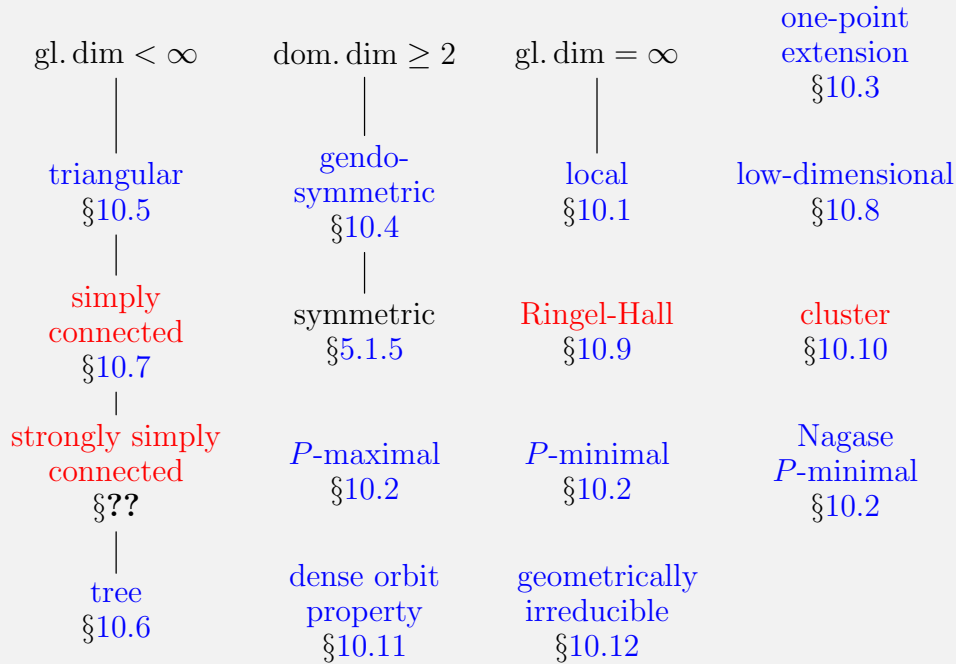 gl. dim < ∞
dom. dim ≥ 2
gl. dim = ∞
one-point
extension
§10.3
triangular
§10.5
gendo-
symmetric
§10.4
local
§10.1
low-dimensional
§10.8
simply
connected
§10.7
symmetric
§5.1.5
Ringel-Hall
§10.9
cluster
§10.10
strongly simply
connected
§??
P-maximal
§10.2
P-minimal
§10.2
Nagase
P-minimal
§10.2
tree
§10.6
dense orbit
property
§10.11
geometrically
irreducible
§10.12